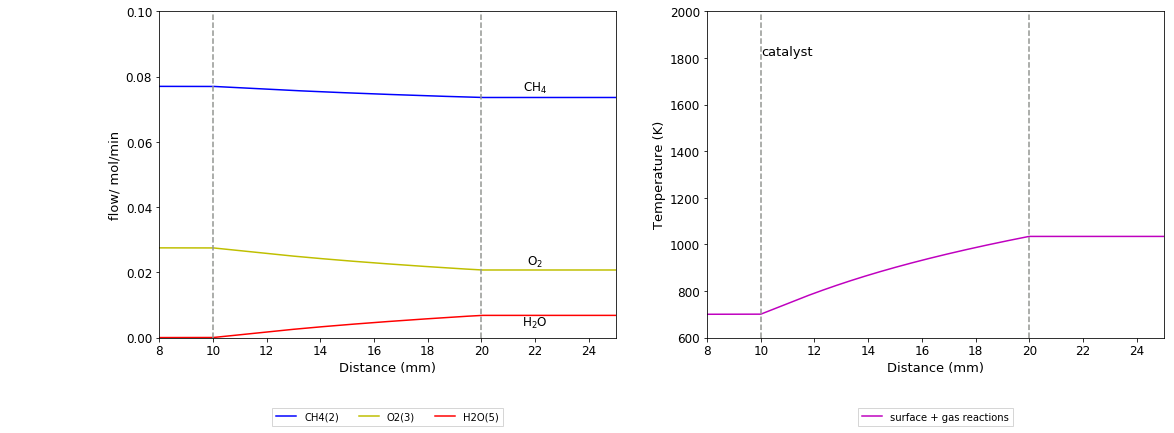 0.10
0.08
0.06
0.04
0.02
0.00
flow/ mol/min
CH₄
O₂
H₂O
8 10 12 14 16 18 20 22 24
Distance (mm)
CH4(2) O2(3) H2O(5)
2000
1800
1600
1400
1200
1000
800
600
Temperature (K)
catalyst
8 10 12 14 16 18 20 22 24
Distance (mm)
surface + gas reactions